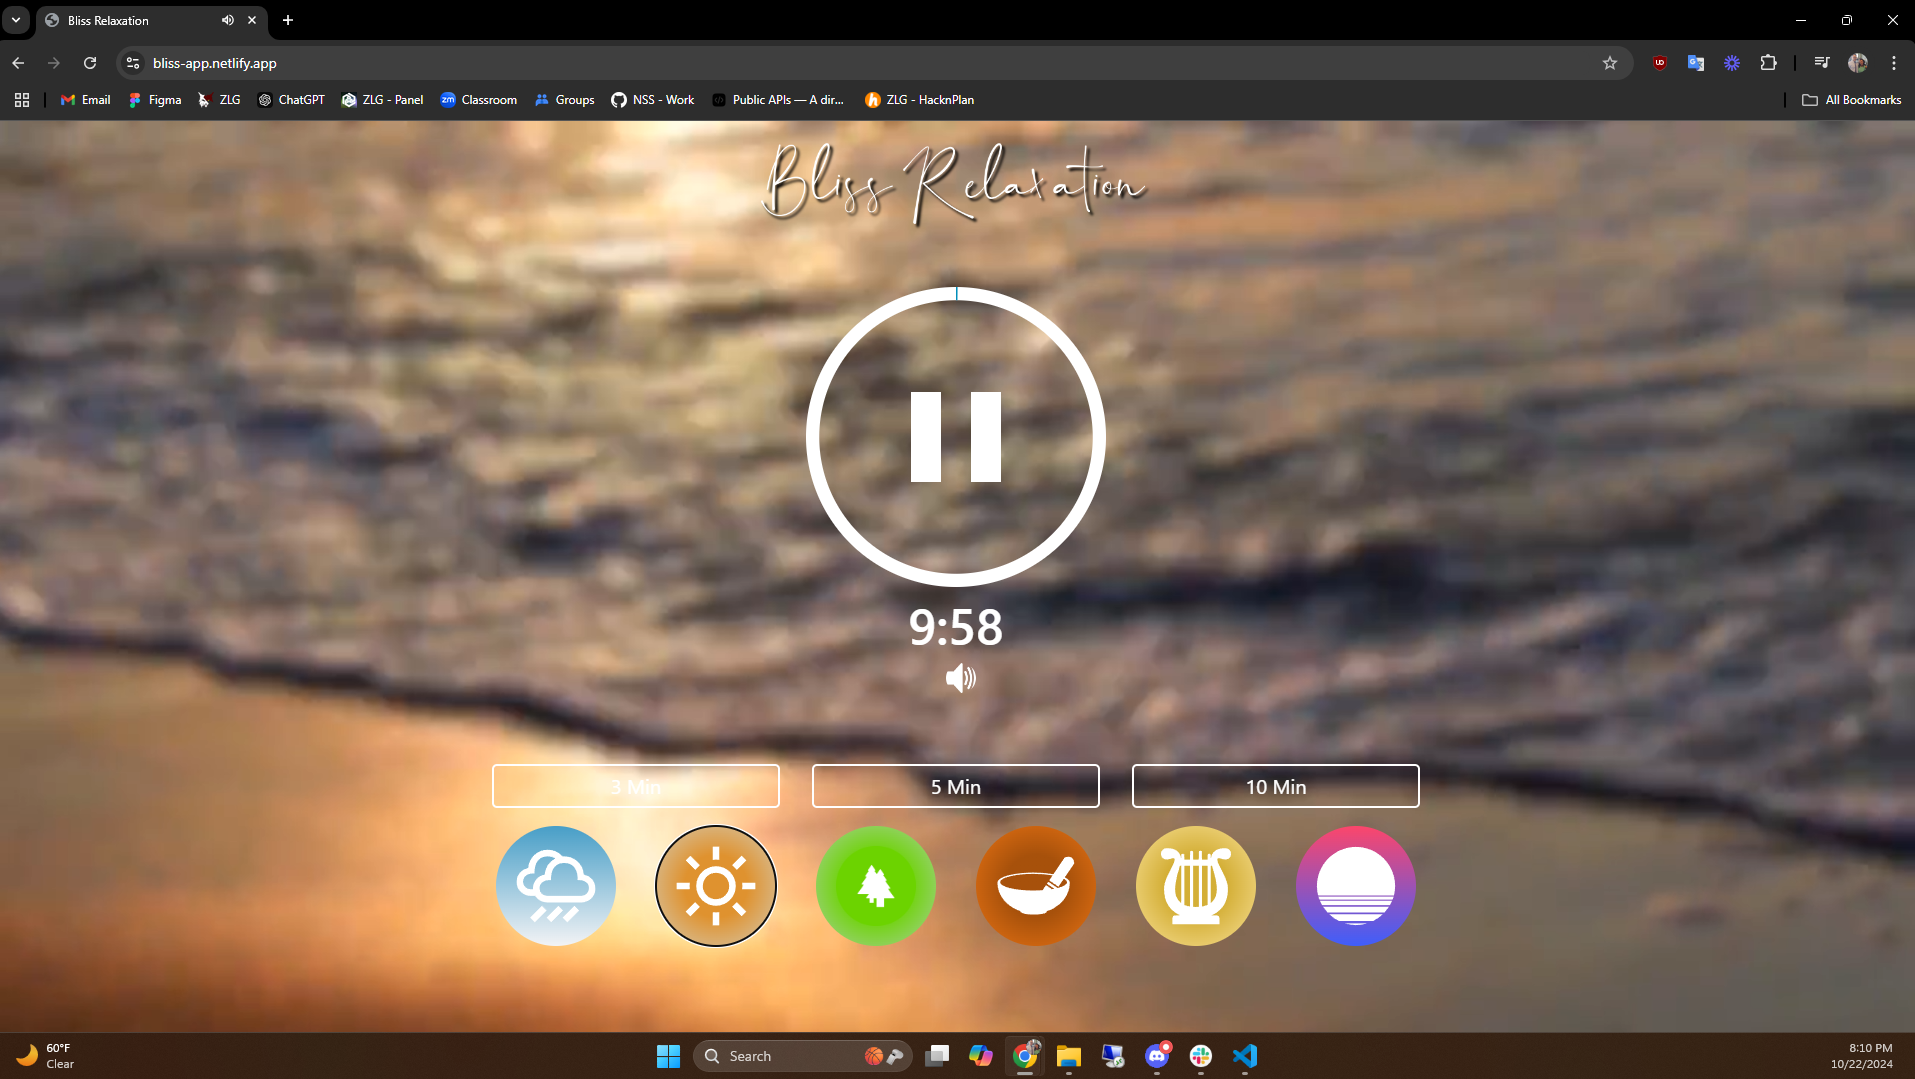 Bliss Relaxation
bliss-app.netlify.app
Email Figma ZLG ChatGPT ZLG - Panel Classroom Groups NSS - Work Public APIs — A dir... ZLG - HacknPlan All Bookmarks
Bliss Relaxation
9:58
3 Min 5 Min 10 Min
60°F
Clear
Search
8:10 PM
10/22/2024